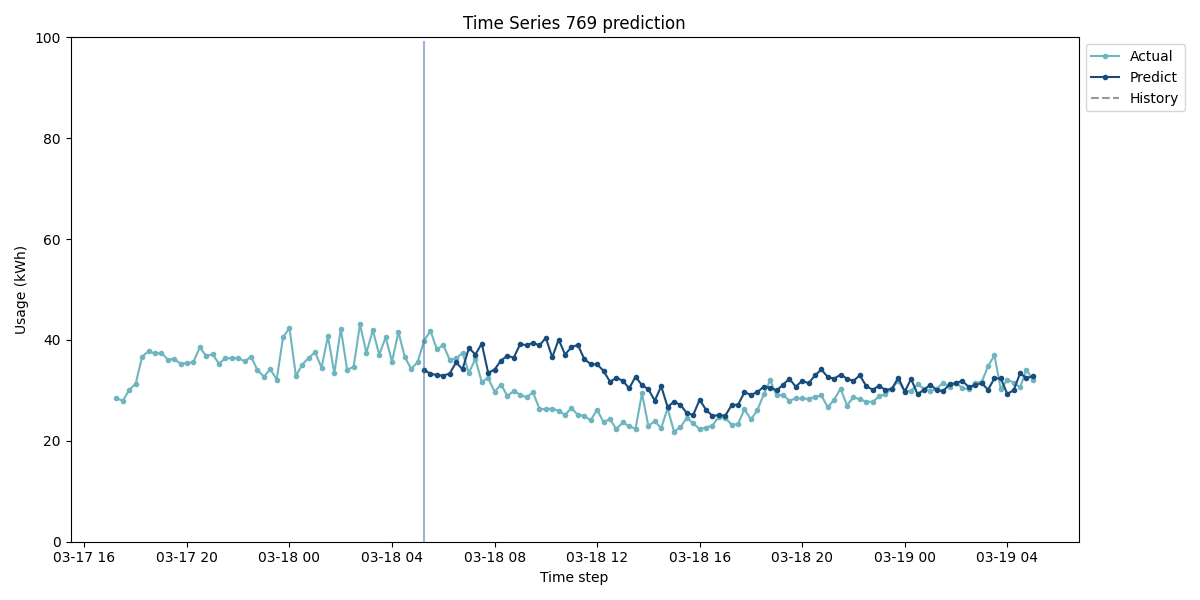 Time Series 769 prediction
100
80
60
40
20
0
Usage (kWh)
03-17 16 03-17 20 03-18 00 03-18 04 03-18 08 03-18 12 03-18 16 03-18 20 03-19 00 03-19 04
Time step
Actual
Predict
History